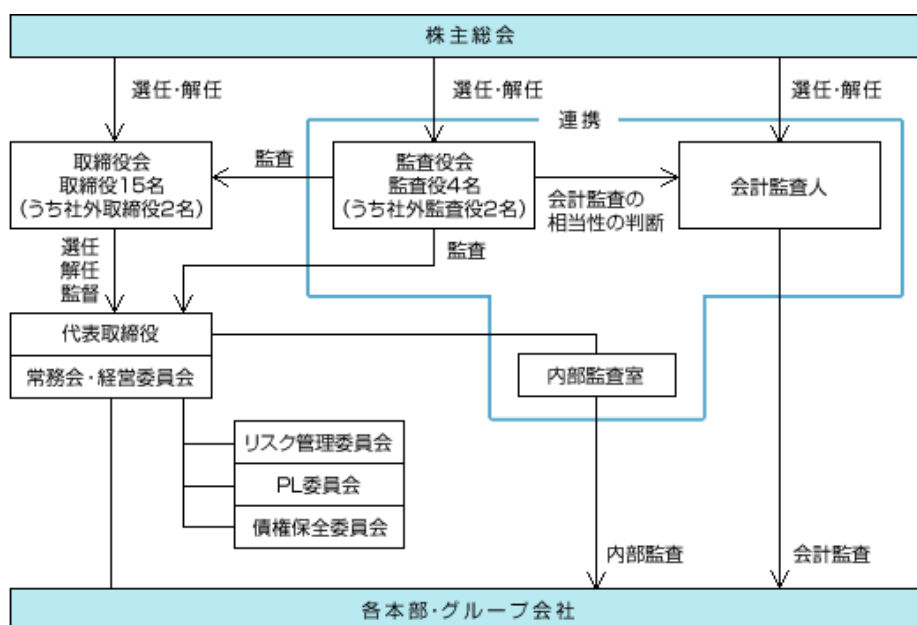 株主総会
選任・解任
選任・解任
選任・解任
連携
取締役会
取締役15名
(うち社外取締役2名)
監査
監査役会
監査役4名
(うち社外監査役2名)
会計監査の
相当性の判断
会計監査人
選任
解任
監督
監査
代表取締役
常務会・経営委員会
内部監査室
リスク管理委員会
PL委員会
債権保全委員会
内部監査
会計監査
各本部・グループ会社